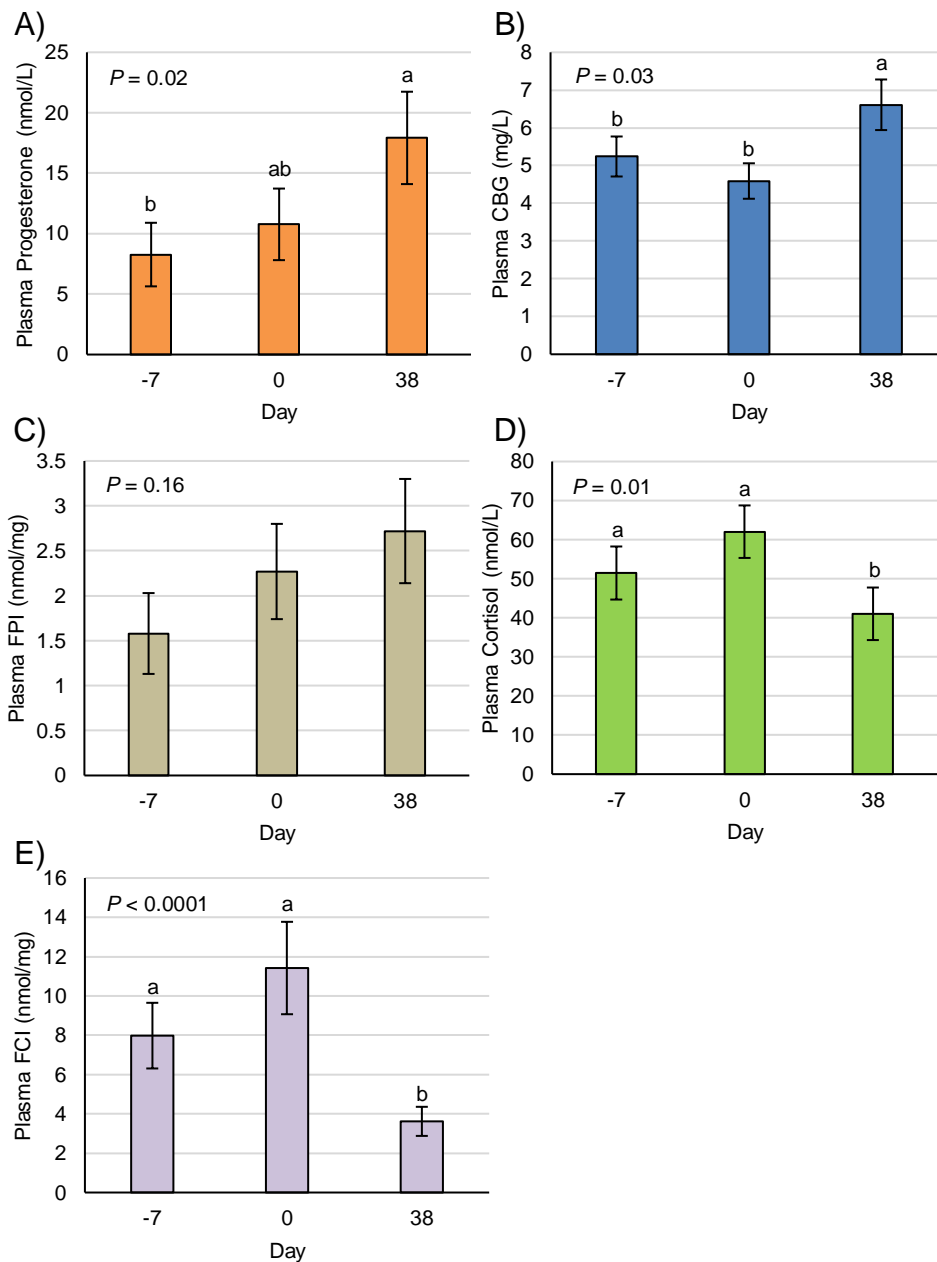 A)
Plasma Progesterone (nmol/L)
25
20
15
10
5
0
P = 0.02
b
ab
a
-7 0 38
Day
B)
Plasma CBG (mg/L)
8
7
6
5
4
3
2
1
0
P = 0.03
b
b
a
-7 0 38
Day
C)
Plasma FPI (nmol/mg)
3.5
3
2.5
2
1.5
1
0.5
0
P = 0.16
-7 0 38
Day
D)
Plasma Cortisol (nmol/L)
80
70
60
50
40
30
20
10
0
P = 0.01
a
a
b
-7 0 38
Day
E)
Plasma FCI (nmol/mg)
16
14
12
10
8
6
4
2
0
P < 0.0001
a
a
b
-7 0 38
Day